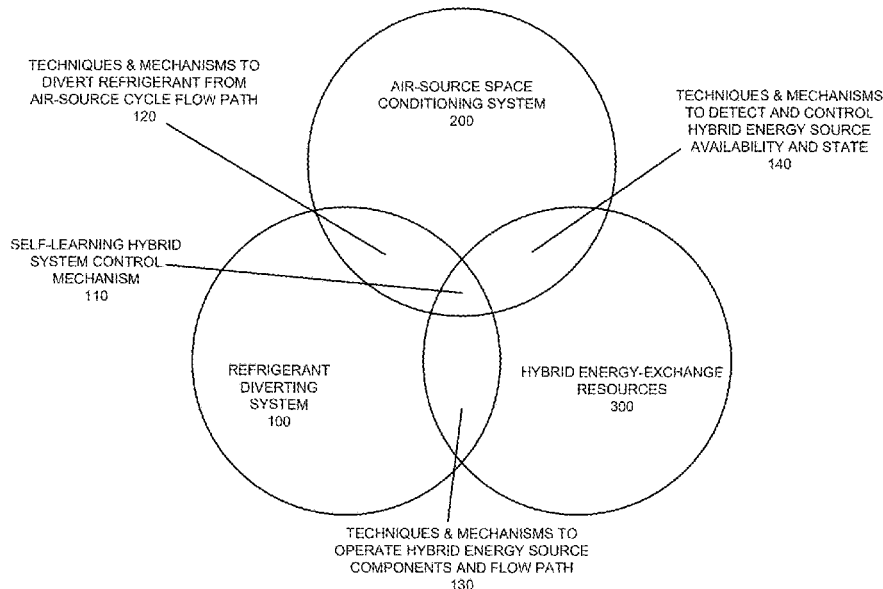 TECHNIQUES & MECHANISMS TO
DIVERT REFRIGERANT FROM
AIR-SOURCE CYCLE FLOW PATH
120
AIR-SOURCE SPACE
CONDITIONING SYSTEM
200
TECHNIQUES & MECHANISMS
TO DETECT AND CONTROL
HYBRID ENERGY SOURCE
AVAILABILITY AND STATE
140
SELF-LEARNING HYBRID
SYSTEM CONTROL
MECHANISM
110
REFRIGERANT
DIVERTING
SYSTEM
100
HYBRID ENERGY-EXCHANGE
RESOURCES
300
TECHNIQUES & MECHANISMS TO
OPERATE HYBRID ENERGY SOURCE
COMPONENTS AND FLOW PATH
130